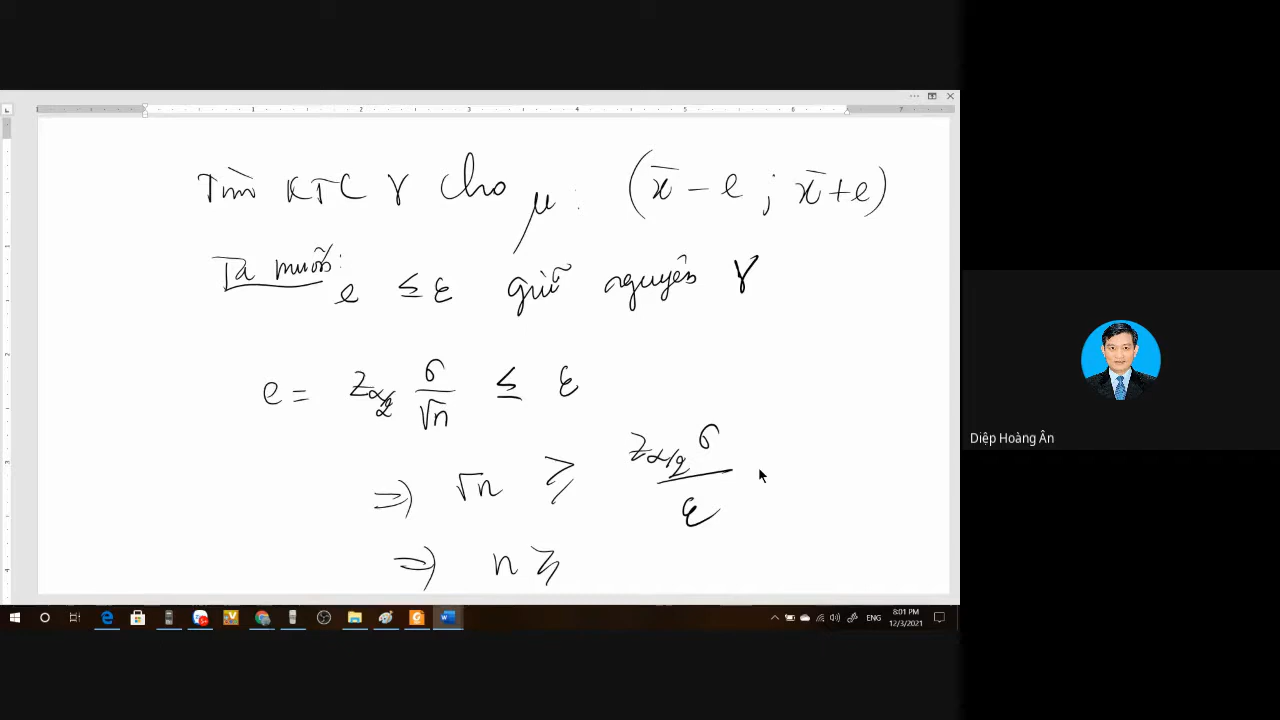 Tìm KTC γ cho μ : (x̄ − e ; x̄ + e)
Ta muốn:
e ≤ ε giữ nguyên γ
e = z_{α/2} σ/√n ≤ ε
⇒ √n ≥ z_{α/2} σ/ε
⇒ n ≥
Diệp Hoàng Ân
ENG
8:01 PM
12/3/2021